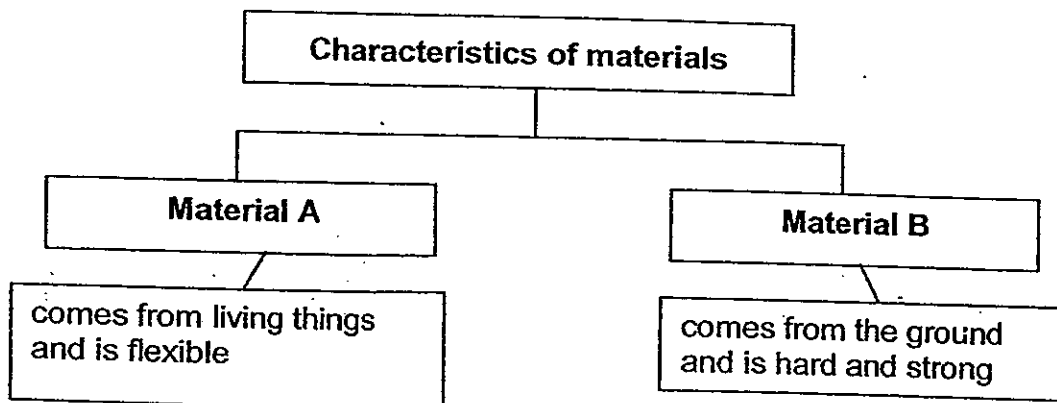 Characteristics of materials
Material A
Material B
comes from living things
and is flexible
comes from the ground
and is hard and strong